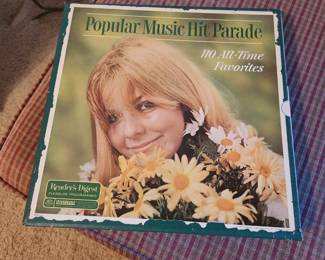 Popular Music Hit Parade
110 All-Time
Favorites
Reader's Digest